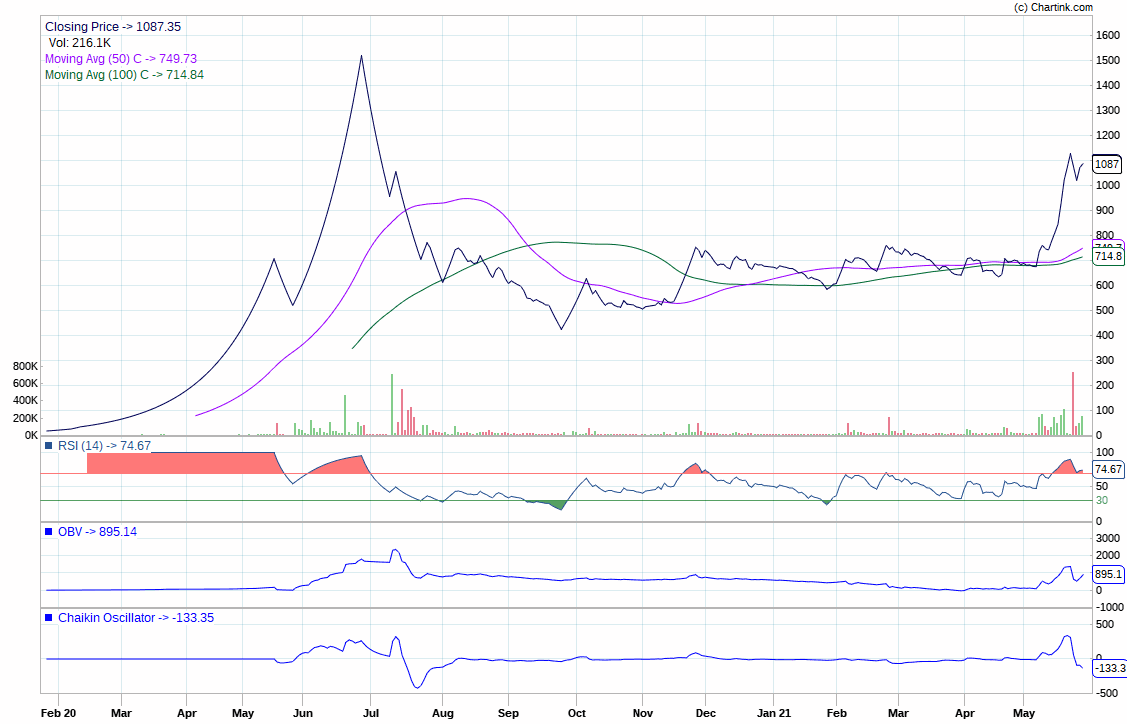 (c) Chartink.com
Closing Price -> 1087.35
Vol: 216.1K
Moving Avg (50) C -> 749.73
Moving Avg (100) C -> 714.84
1600
1500
1400
1300
1200
1087
1000
900
800
714.8
600
500
400
300
200
100
0
800K
600K
400K
200K
0K
RSI (14) -> 74.67
100
74.67
50
30
0
OBV -> 895.14
3000
2000
895.1
0
-1000
Chaikin Oscillator -> -133.35
500
0
-133.3
-500
Feb 20 Mar Apr May Jun Jul Aug Sep Oct Nov Dec Jan 21 Feb Mar Apr May